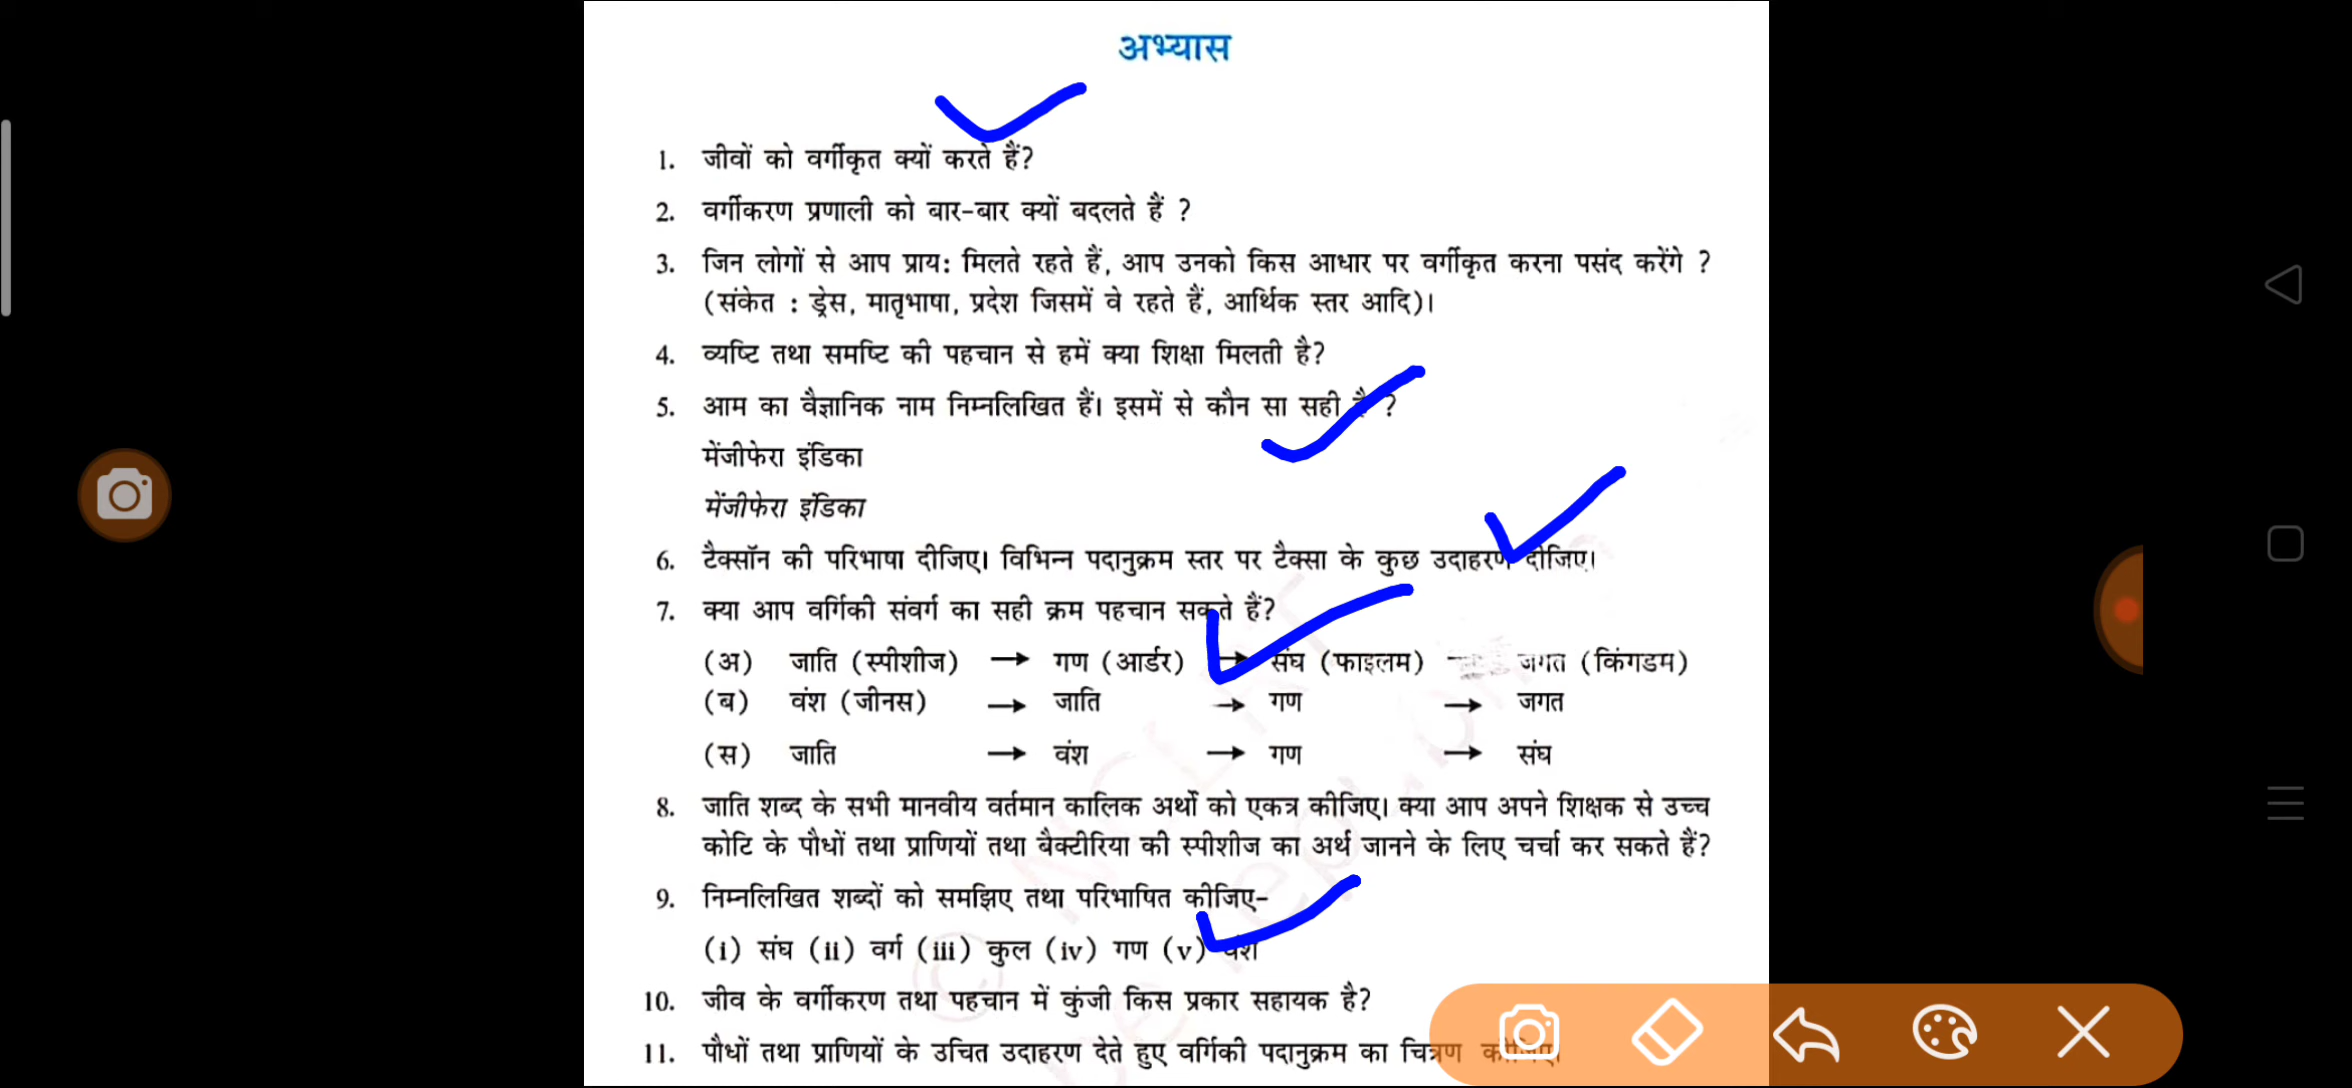 अभ्यास
1. जीवों को वर्गीकृत क्यों करते हैं?
2. वर्गीकरण प्रणाली को बार-बार क्यों बदलते हैं ?
3. जिन लोगों से आप प्राय: मिलते रहते हैं, आप उनको किस आधार पर वर्गीकृत करना पसंद करेंगे ?
(संकेत : ड्रेस, मातृभाषा, प्रदेश जिसमें वे रहते हैं, आर्थिक स्तर आदि)।
4. व्यष्टि तथा समष्टि की पहचान से हमें क्या शिक्षा मिलती है?
5. आम का वैज्ञानिक नाम निम्नलिखित हैं। इसमें से कौन सा सही है ?
मेंजीफेरा इंडिका
मेंजीफेरा इंडिका
6. टैक्सॉन की परिभाषा दीजिए। विभिन्न पदानुक्रम स्तर पर टैक्सा के कुछ उदाहरण दीजिए।
7. क्या आप वर्गिकी संवर्ग का सही क्रम पहचान सकते हैं?
(अ) जाति (स्पीशीज) → गण (आर्डर) → संघ (फाइलम) → जगत (किंगडम)
(ब) वंश (जीनस) → जाति → गण → जगत
(स) जाति → वंश → गण → संघ
8. जाति शब्द के सभी मानवीय वर्तमान कालिक अर्थों को एकत्र कीजिए। क्या आप अपने शिक्षक से उच्च
कोटि के पौधों तथा प्राणियों तथा बैक्टीरिया की स्पीशीज का अर्थ जानने के लिए चर्चा कर सकते हैं?
9. निम्नलिखित शब्दों को समझिए तथा परिभाषित कीजिए-
(i) संघ (ii) वर्ग (iii) कुल (iv) गण (v) वंश
10. जीव के वर्गीकरण तथा पहचान में कुंजी किस प्रकार सहायक है?
11. पौधों तथा प्राणियों के उचित उदाहरण देते हुए वर्गिकी पदानुक्रम का चित्रण